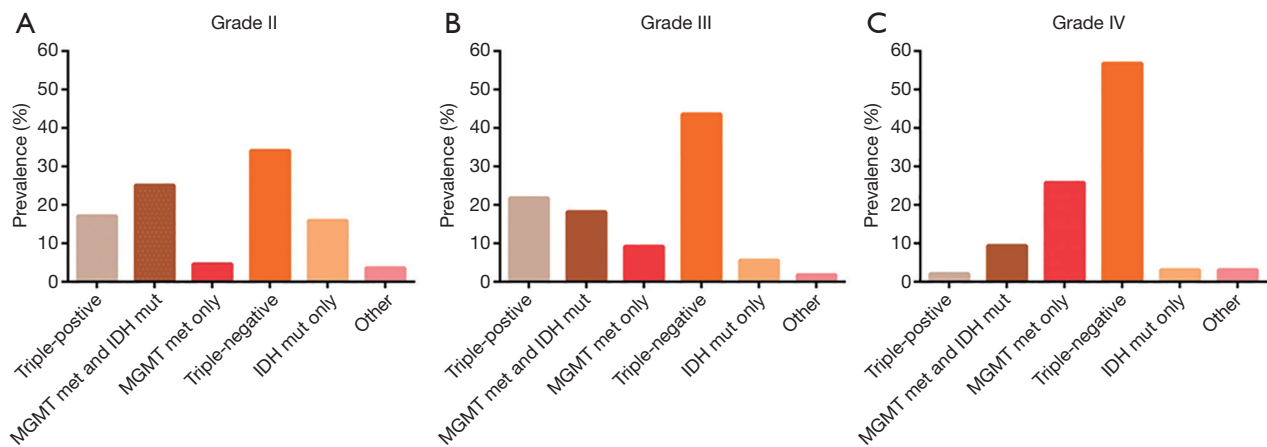 A
Grade II
Prevalence (%)
60
50
40
30
20
10
0
Triple-postive
MGMT met and IDH mut
MGMT met only
Triple-negative
IDH mut only
Other
B
Grade III
Prevalence (%)
60
50
40
30
20
10
0
Triple-postive
MGMT met and IDH mut
MGMT met only
Triple-negative
IDH mut only
Other
C
Grade IV
Prevalence (%)
60
50
40
30
20
10
0
Triple-postive
MGMT met and IDH mut
MGMT met only
Triple-negative
IDH mut only
Other